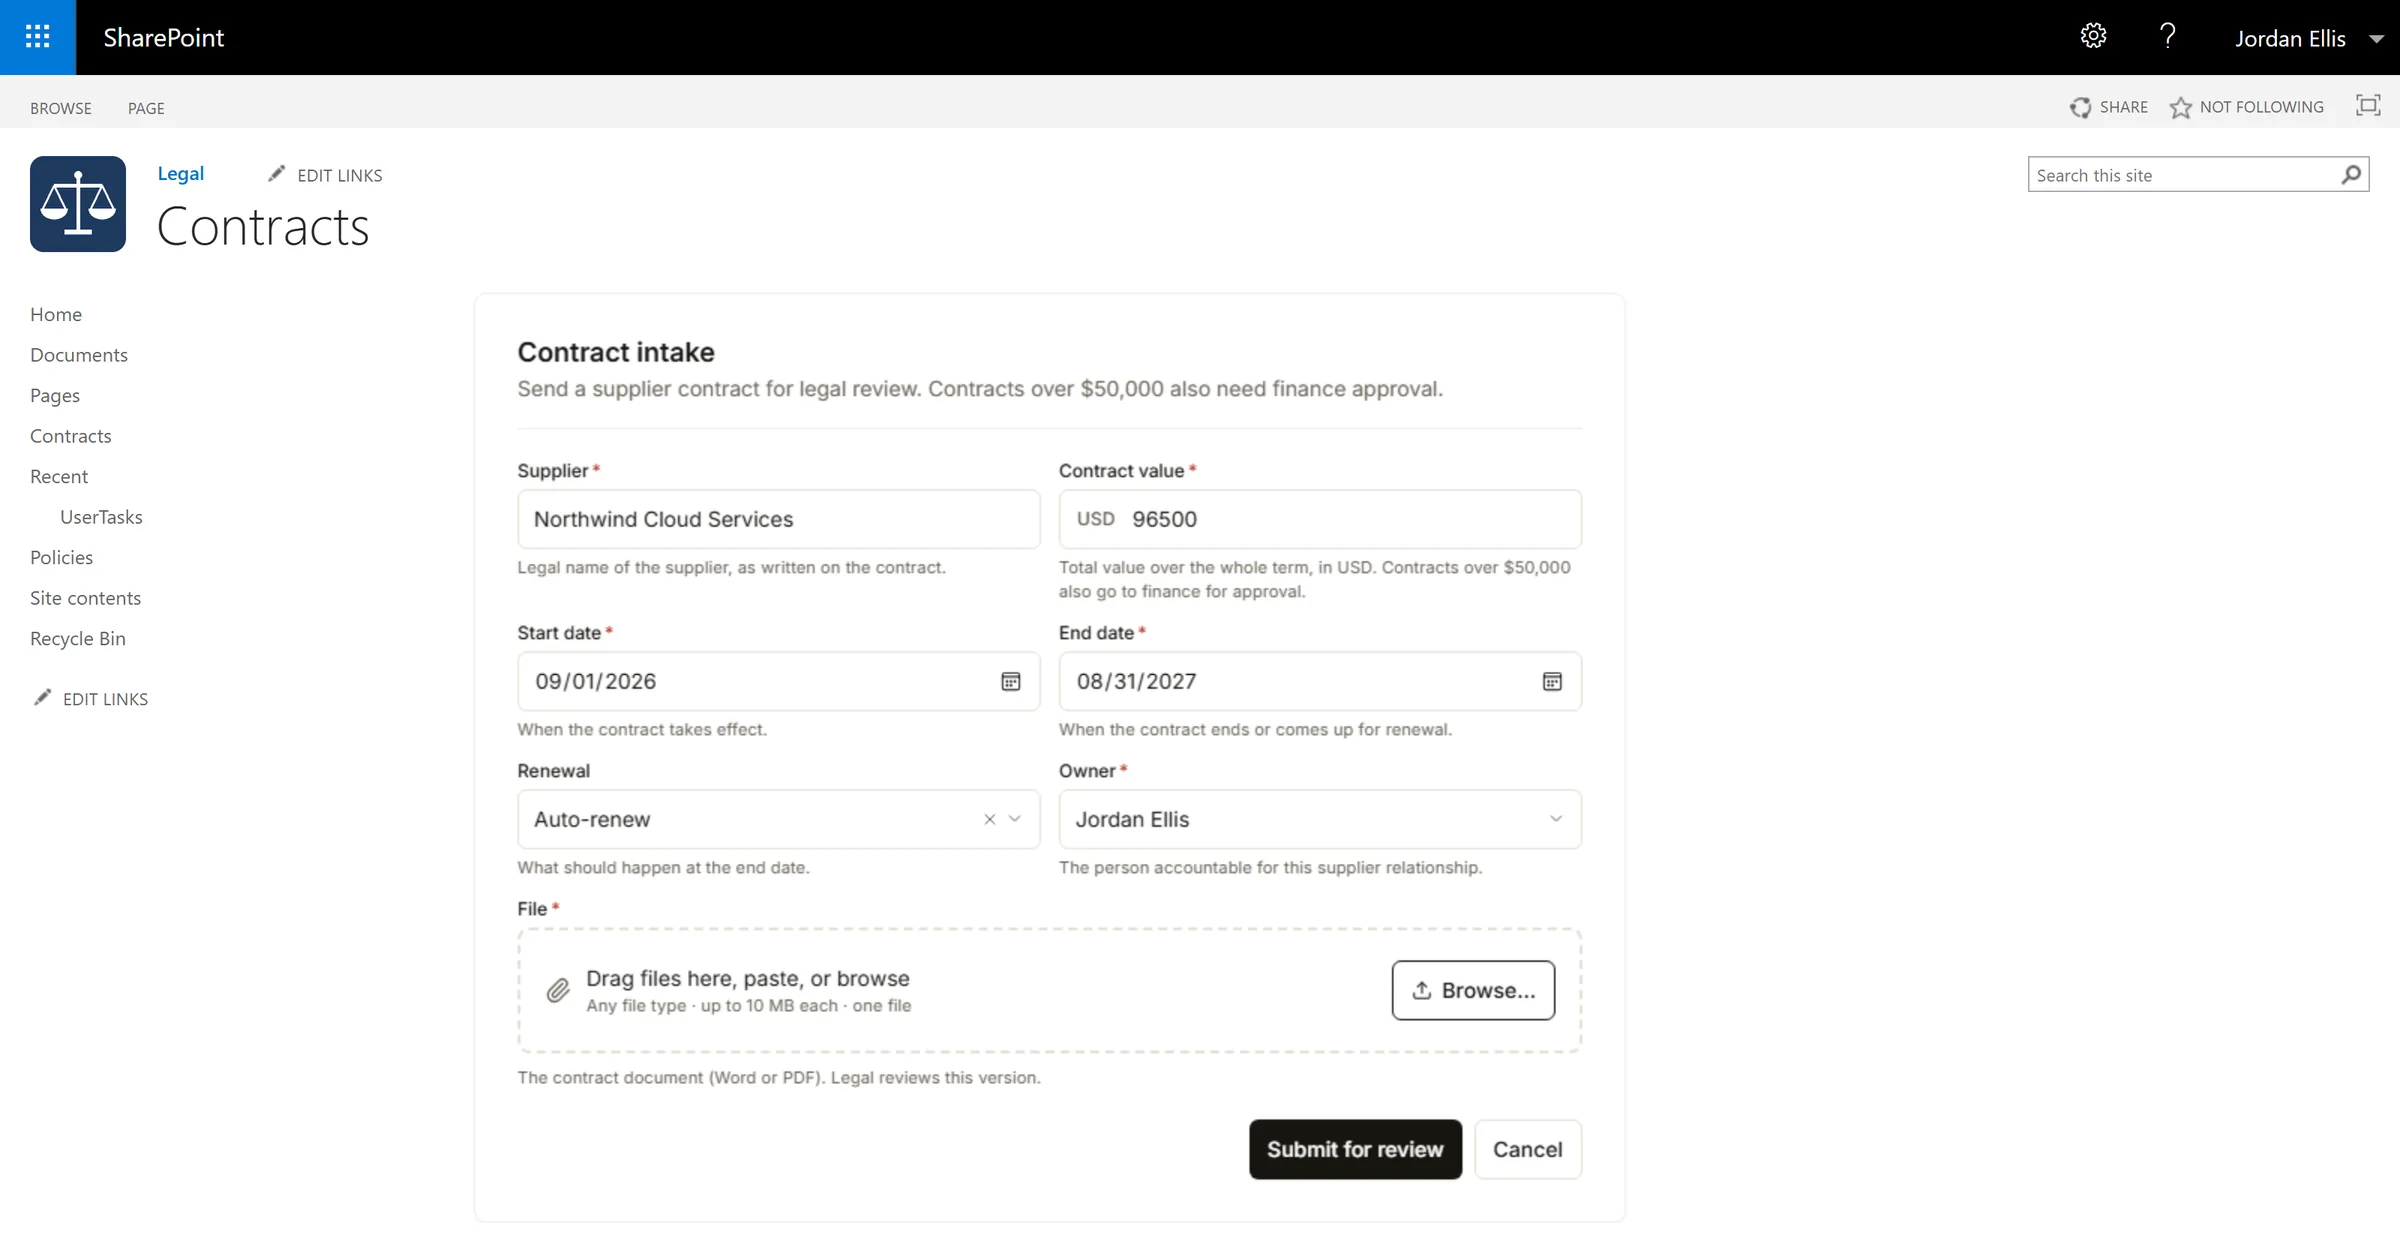 SharePoint
Jordan Ellis
BROWSE
PAGE
SHARE
NOT FOLLOWING
Legal
EDIT LINKS
Contracts
Search this site
Home
Documents
Pages
Contracts
Recent
UserTasks
Policies
Site contents
Recycle Bin
EDIT LINKS
Contract intake
Send a supplier contract for legal review. Contracts over $50,000 also need finance approval.
Supplier *
Northwind Cloud Services
Legal name of the supplier, as written on the contract.
Contract value *
USD 96500
Total value over the whole term, in USD. Contracts over $50,000
also go to finance for approval.
Start date *
09/01/2026
When the contract takes effect.
End date *
08/31/2027
When the contract ends or comes up for renewal.
Renewal
Auto-renew
What should happen at the end date.
Owner *
Jordan Ellis
The person accountable for this supplier relationship.
File *
Drag files here, paste, or browse
Any file type · up to 10 MB each · one file
Browse...
The contract document (Word or PDF). Legal reviews this version.
Submit for review
Cancel